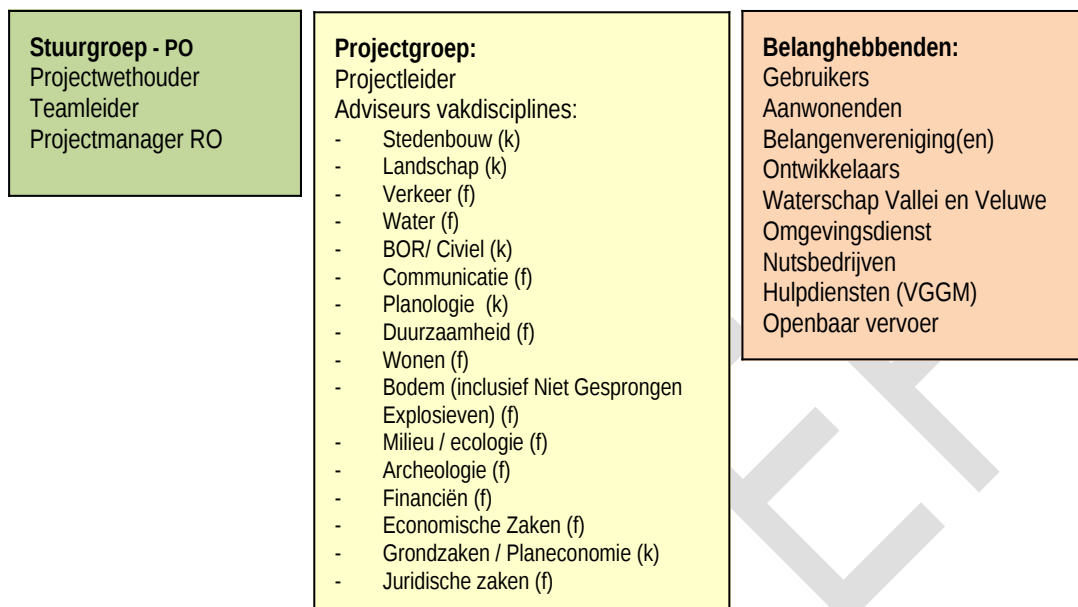 Stuurgroep - PO
Projectwethouder
Teamleider
Projectmanager RO
Projectgroep:
Projectleider
Adviseurs vakdisciplines:
- Stedenbouw (k)
- Landschap (k)
- Verkeer (f)
- Water (f)
- BOR/ Civiel (k)
- Communicatie (f)
- Planologie (k)
- Duurzaamheid (f)
- Wonen (f)
- Bodem (inclusief Niet Gesprongen
Explosieven) (f)
- Milieu / ecologie (f)
- Archeologie (f)
- Financiën (f)
- Economische Zaken (f)
- Grondzaken / Planeconomie (k)
- Juridische zaken (f)
Belanghebbenden:
Gebruikers
Aanwonenden
Belangenvereniging(en)
Ontwikkelaars
Waterschap Vallei en Veluwe
Omgevingsdienst
Nutsbedrijven
Hulpdiensten (VGGM)
Openbaar vervoer